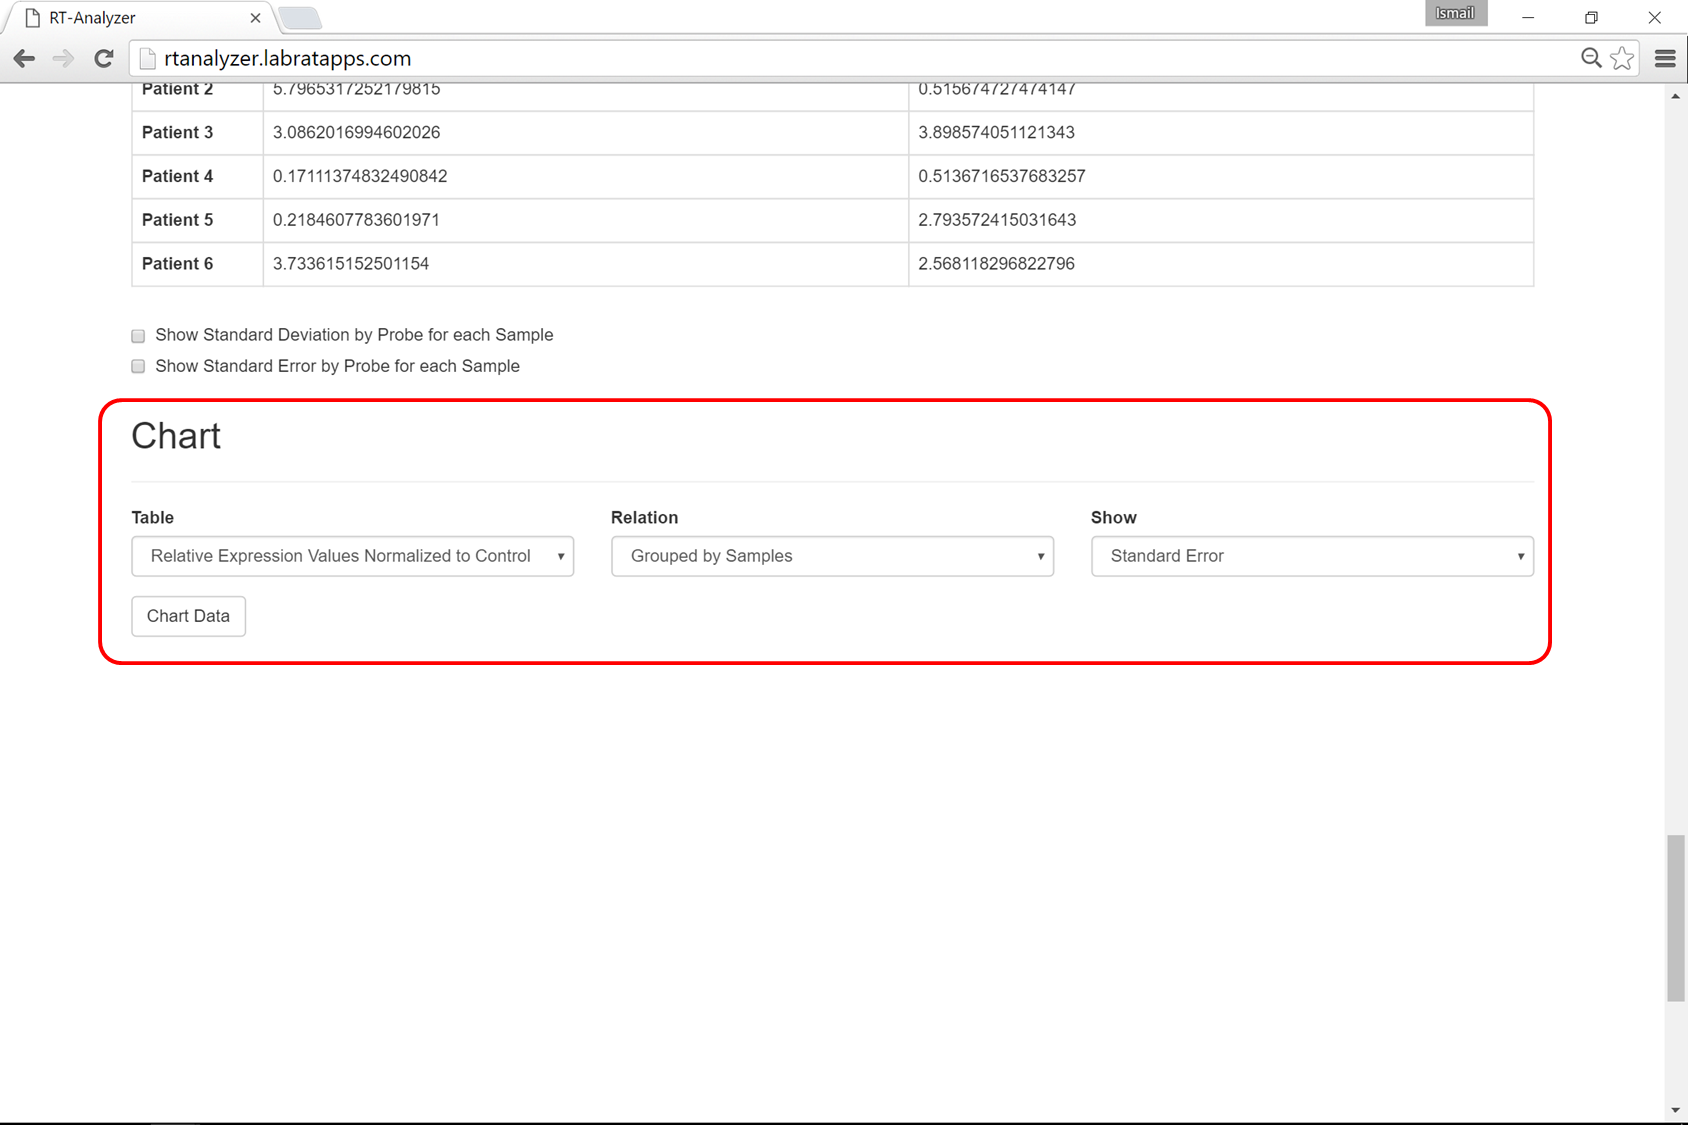 RT-Analyzer
Ismail
rtanalyzer.labratapps.com
Patient 2 5.7965317252179815 0.515674727474147
Patient 3 3.0862016994602026 3.898574051121343
Patient 4 0.17111374832490842 0.5136716537683257
Patient 5 0.2184607783601971 2.793572415031643
Patient 6 3.733615152501154 2.568118296822796
Show Standard Deviation by Probe for each Sample
Show Standard Error by Probe for each Sample
Chart
Table Relation Show
Relative Expression Values Normalized to Control Grouped by Samples Standard Error
Chart Data